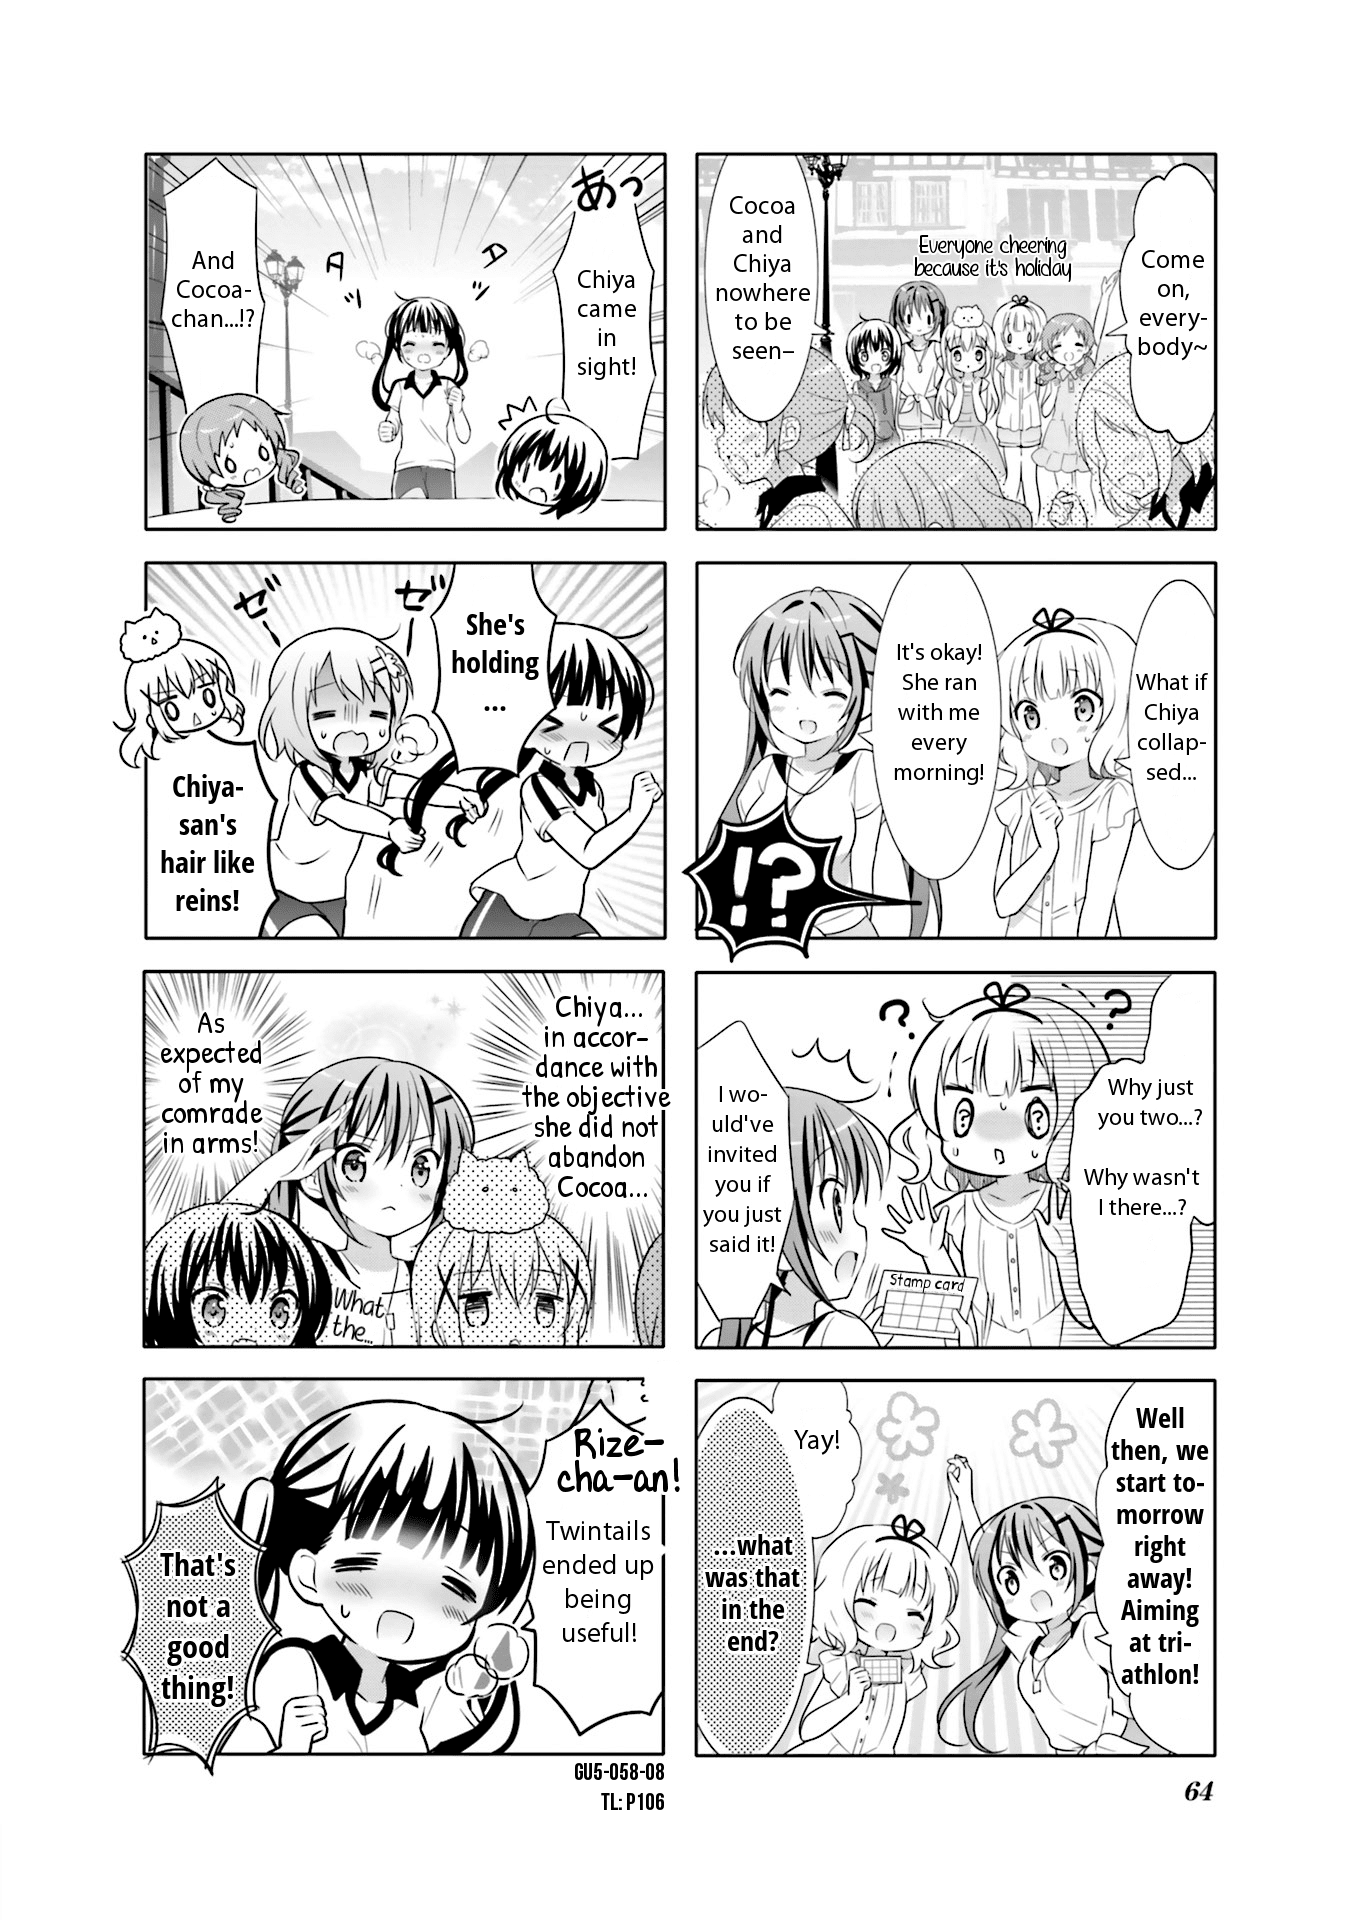 Come
on,
every-
body~
Everyone cheering
because it's holiday
Cocoa
and
Chiya
nowhere
to be
seen–
What if
Chiya
collap-
sed...
It's okay!
She ran
with me
every
morning!
!?
Why just
you two...?
Why wasn't
I there...?
?
?
I wo-
uld've
invited
you if
you just
said it!
Stamp card
Well
then, we
start to-
morrow
right
away!
Aiming
at tri-
athlon!
Yay!
...what
was that
in the
end?
あっ
Chiya
came
in
sight!
タッ
タッ
And
Cocoa-
chan...!?
She's
holding
...
ゼー
ゼー
Chiya-
san's
hair like
reins!
Chiya...
in accor-
dance with
the objective
she did not
abandon
Cocoa...
As
expected
of my
comrade
in arms!
What
the...
Rize-
cha-an!
Twintails
ended up
being
useful!
That's
not a
good
thing!
GU5-058-08
TL: P106
64